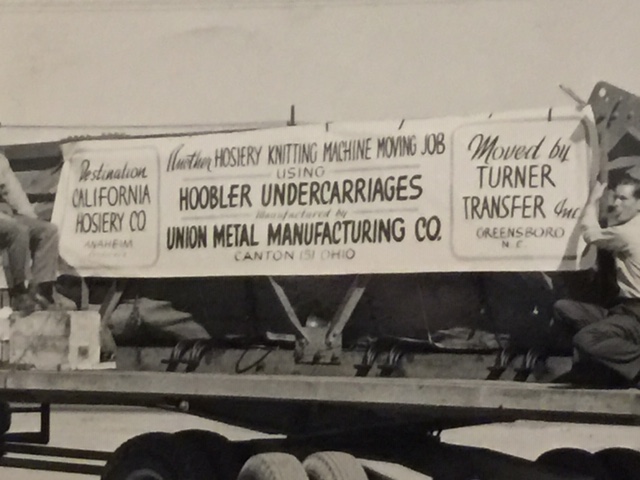 Destination
CALIFORNIA
HOSIERY CO
ANAHEIM
Another HOSIERY KNITTING MACHINE MOVING JOB
USING
HOOBLER UNDERCARRIAGES
Manufactured by
UNION METAL MANUFACTURING CO.
CANTON (5) OHIO
Moved by
TURNER
TRANSFER Inc
GREENSBORO
N.C.